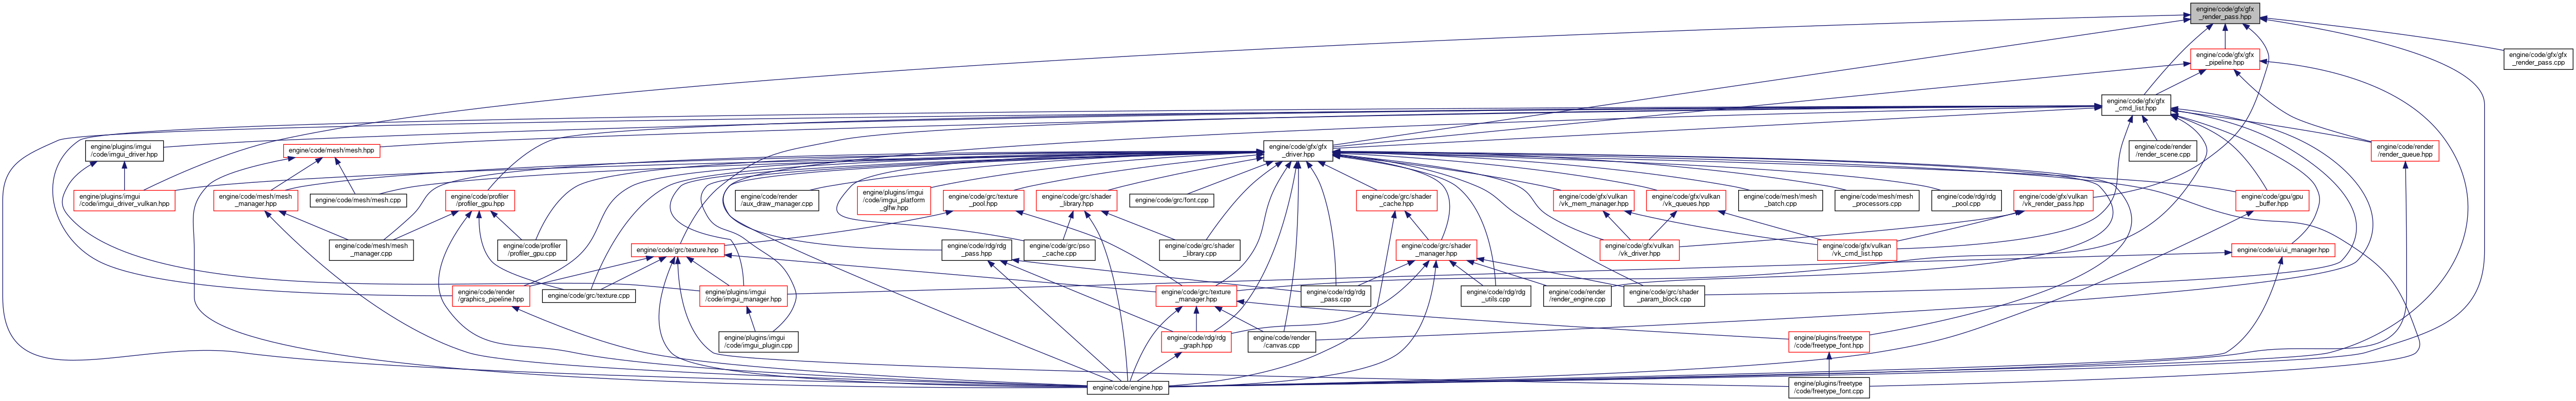 engine/code/gfx/gfx
_render_pass.hpp
engine/code/gfx/gfx
_pipeline.hpp
engine/code/gfx/gfx
_render_pass.cpp
engine/code/gfx/gfx
_cmd_list.hpp
engine/plugins/imgui
/code/imgui_driver.hpp
engine/code/mesh/mesh.hpp
engine/code/gfx/gfx
_driver.hpp
engine/code/render
/render_scene.cpp
engine/code/render
/render_queue.hpp
engine/plugins/imgui
/code/imgui_driver_vulkan.hpp
engine/code/mesh/mesh
_manager.hpp
engine/code/mesh/mesh.cpp
engine/code/profiler
/profiler_gpu.hpp
engine/code/render
/aux_draw_manager.cpp
engine/plugins/imgui
/code/imgui_platform
_glfw.hpp
engine/code/grc/texture
_pool.hpp
engine/code/grc/shader
_library.hpp
engine/code/grc/font.cpp
engine/code/grc/shader
_cache.hpp
engine/code/gfx/vulkan
/vk_mem_manager.hpp
engine/code/gfx/vulkan
/vk_queues.hpp
engine/code/mesh/mesh
_batch.cpp
engine/code/mesh/mesh
_processors.cpp
engine/code/rdg/rdg
_pool.cpp
engine/code/gfx/vulkan
/vk_render_pass.hpp
engine/code/gpu/gpu
_buffer.hpp
engine/code/mesh/mesh
_manager.cpp
engine/code/profiler
/profiler_gpu.cpp
engine/code/grc/texture.hpp
engine/code/rdg/rdg
_pass.hpp
engine/code/grc/pso
_cache.cpp
engine/code/grc/shader
_library.cpp
engine/code/grc/shader
_manager.hpp
engine/code/gfx/vulkan
/vk_driver.hpp
engine/code/gfx/vulkan
/vk_cmd_list.hpp
engine/code/ui/ui_manager.hpp
engine/code/render
/graphics_pipeline.hpp
engine/code/grc/texture.cpp
engine/plugins/imgui
/code/imgui_manager.hpp
engine/code/grc/texture
_manager.hpp
engine/code/rdg/rdg
_pass.cpp
engine/code/rdg/rdg
_utils.cpp
engine/code/render
/render_engine.cpp
engine/code/grc/shader
_param_block.cpp
engine/plugins/imgui
/code/imgui_plugin.cpp
engine/code/rdg/rdg
_graph.hpp
engine/code/render
/canvas.cpp
engine/plugins/freetype
/code/freetype_font.hpp
engine/code/engine.hpp
engine/plugins/freetype
/code/freetype_font.cpp